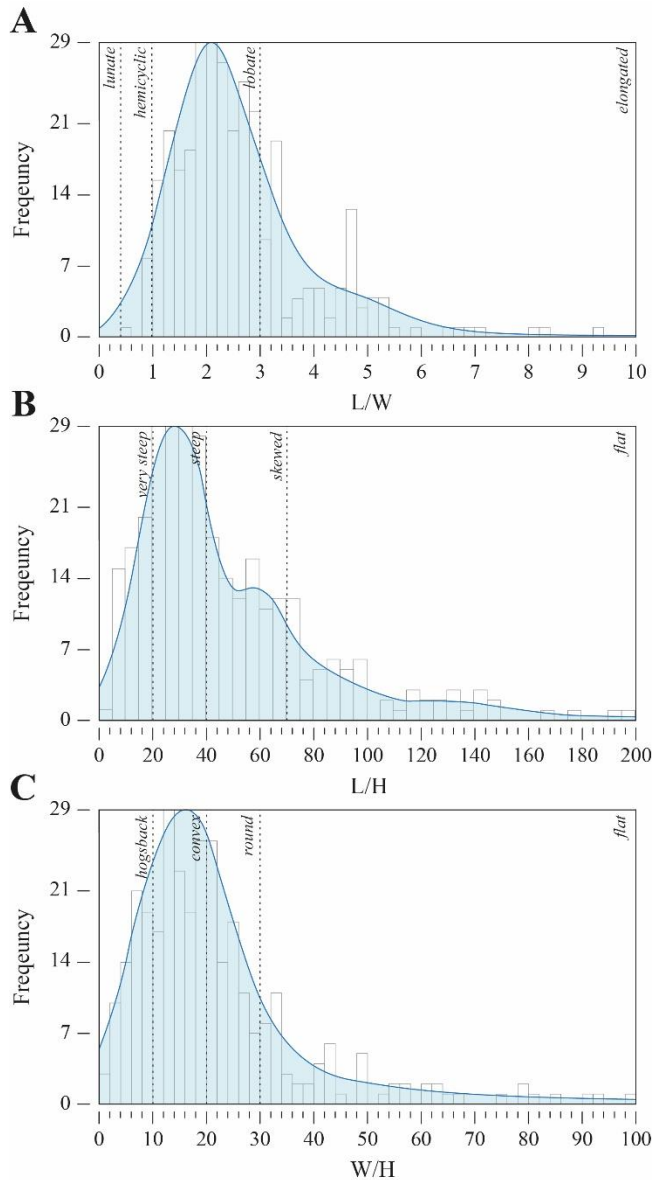 A
29
21
14
7
0
Freqeuncy
lunate
hemicyclic
lobate
elongated
0 1 2 3 4 5 6 7 8 9 10
L/W
B
29
21
14
7
0
Freqeuncy
very steep
steep
skewed
flat
0 20 40 60 80 100 120 140 160 180 200
L/H
C
29
21
14
7
0
Freqeuncy
hogsback
convex
round
flat
0 10 20 30 40 50 60 70 80 90 100
W/H